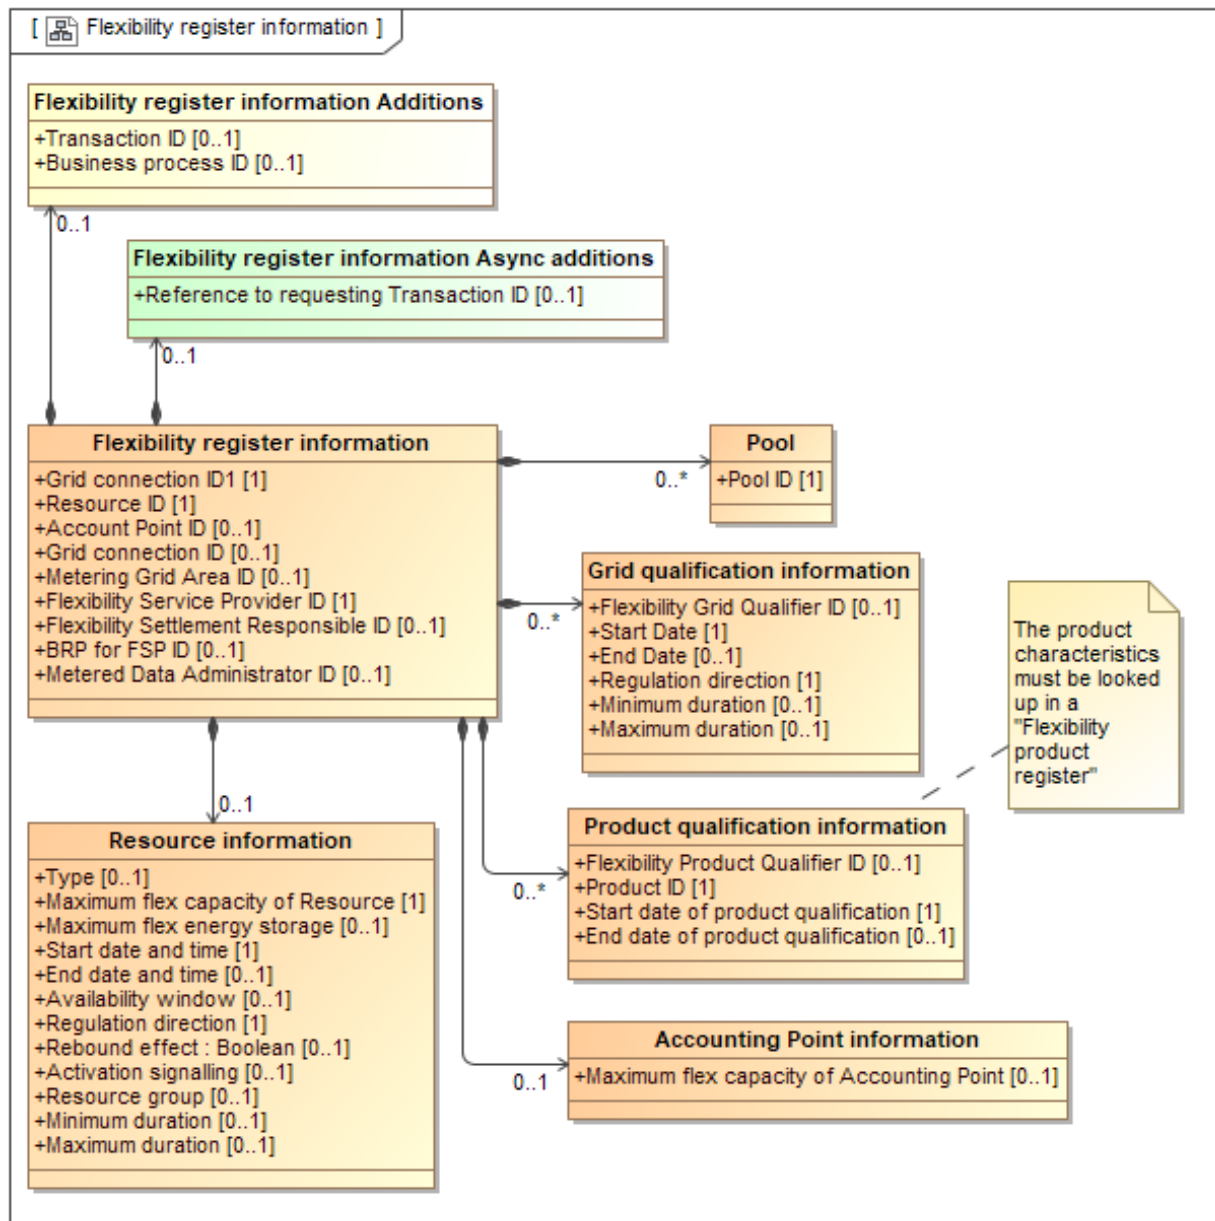 [ Flexibility register information ]
Flexibility register information Additions
+Transaction ID [0..1]
+Business process ID [0..1]
0..1
Flexibility register information Async additions
+Reference to requesting Transaction ID [0..1]
0..1
Flexibility register information
+Grid connection ID1 [1]
+Resource ID [1]
+Account Point ID [0..1]
+Grid connection ID [0..1]
+Metering Grid Area ID [0..1]
+Flexibility Service Provider ID [1]
+Flexibility Settlement Responsible ID [0..1]
+BRP for FSP ID [0..1]
+Metered Data Administrator ID [0..1]
Pool
+Pool ID [1]
0..*
Grid qualification information
+Flexibility Grid Qualifier ID [0..1]
+Start Date [1]
+End Date [0..1]
+Regulation direction [1]
+Minimum duration [0..1]
+Maximum duration [0..1]
0..*
The product
characteristics
must be looked
up in a
"Flexibility
product
register"
0..1
Resource information
+Type [0..1]
+Maximum flex capacity of Resource [1]
+Maximum flex energy storage [0..1]
+Start date and time [1]
+End date and time [0..1]
+Availability window [0..1]
+Regulation direction [1]
+Rebound effect : Boolean [0..1]
+Activation signalling [0..1]
+Resource group [0..1]
+Minimum duration [0..1]
+Maximum duration [0..1]
Product qualification information
+Flexibility Product Qualifier ID [0..1]
+Product ID [1]
+Start date of product qualification [1]
+End date of product qualification [0..1]
0..*
Accounting Point information
+Maximum flex capacity of Accounting Point [0..1]
0..1